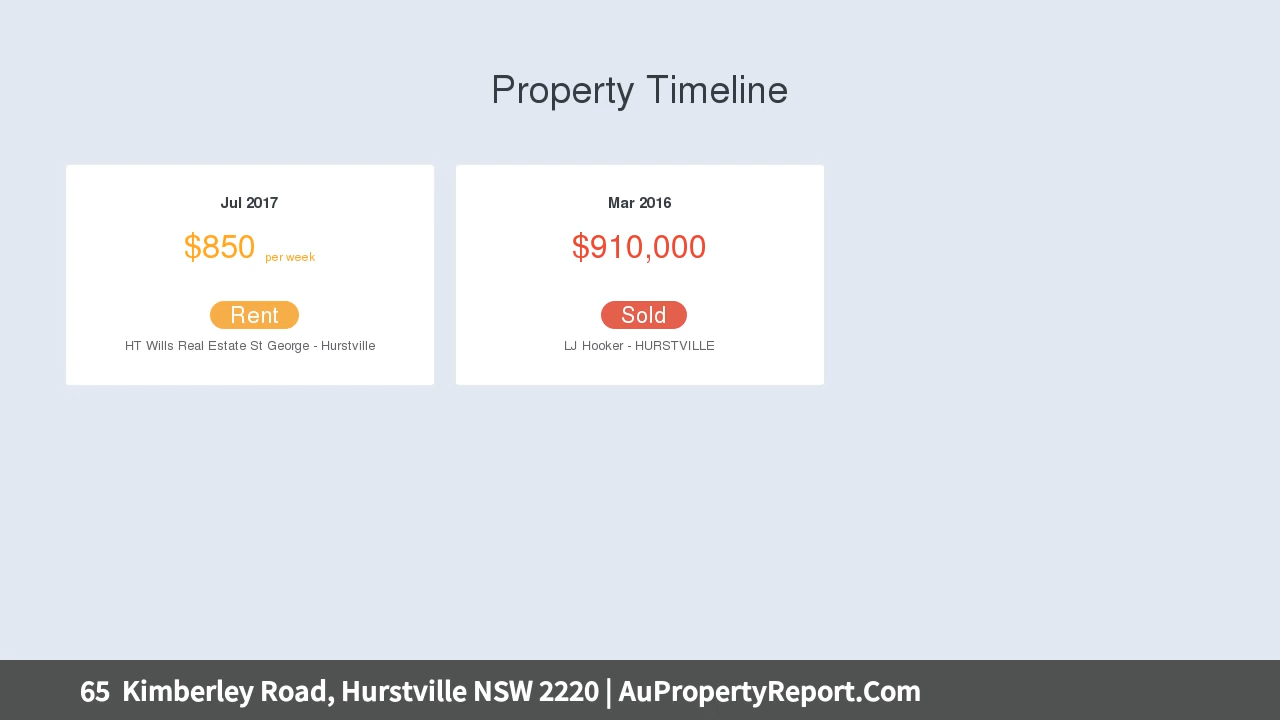 Property Timeline
Jul 2017
$850 per week
Rent
HT Wills Real Estate St George - Hurstville
Mar 2016
$910,000
Sold
LJ Hooker - HURSTVILLE
65 Kimberley Road, Hurstville NSW 2220 | AuPropertyReport.Com